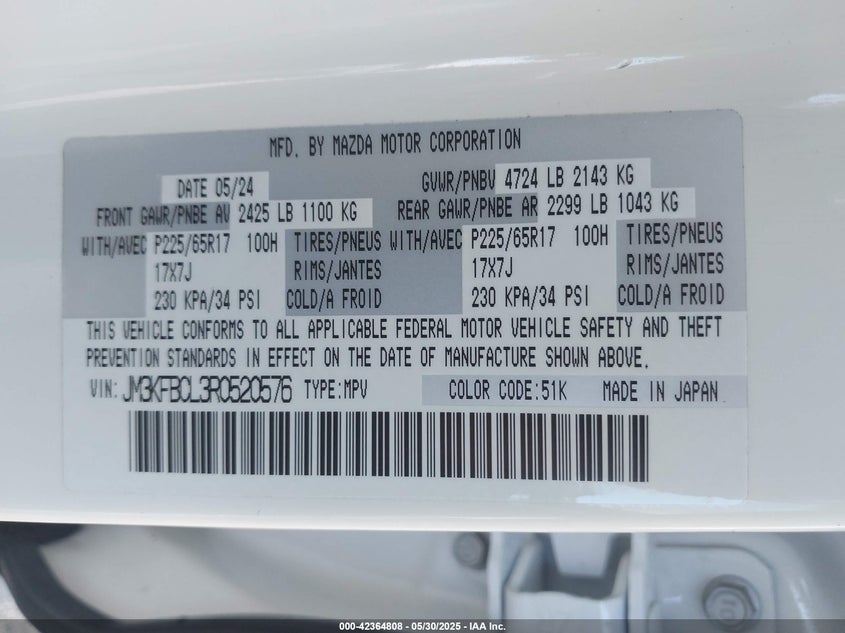 MFD. BY MAZDA MOTOR CORPORATION
DATE 05/24 GVWR/PNBV 4724 LB 2143 KG
FRONT GAWR/PNBE AV 2425 LB 1100 KG REAR GAWR/PNBE AR 2299 LB 1043 KG
WITH/AVEC P225/65R17 100H TIRES/PNEUS WITH/AVEC P225/65R17 100H TIRES/PNEUS
17X7J RIMS/JANTES 17X7J RIMS/JANTES
230 KPA/34 PSI COLD/A FROID 230 KPA/34 PSI COLD/A FROID
THIS VEHICLE CONFORMS TO ALL APPLICABLE FEDERAL MOTOR VEHICLE SAFETY AND THEFT
PREVENTION STANDARDS IN EFFECT ON THE DATE OF MANUFACTURE SHOWN ABOVE.
VIN: JM3KFBCL3R0520576 TYPE:MPV COLOR CODE:51K MADE IN JAPAN
000-42364808 - 05/30/2025 - IAA Inc.